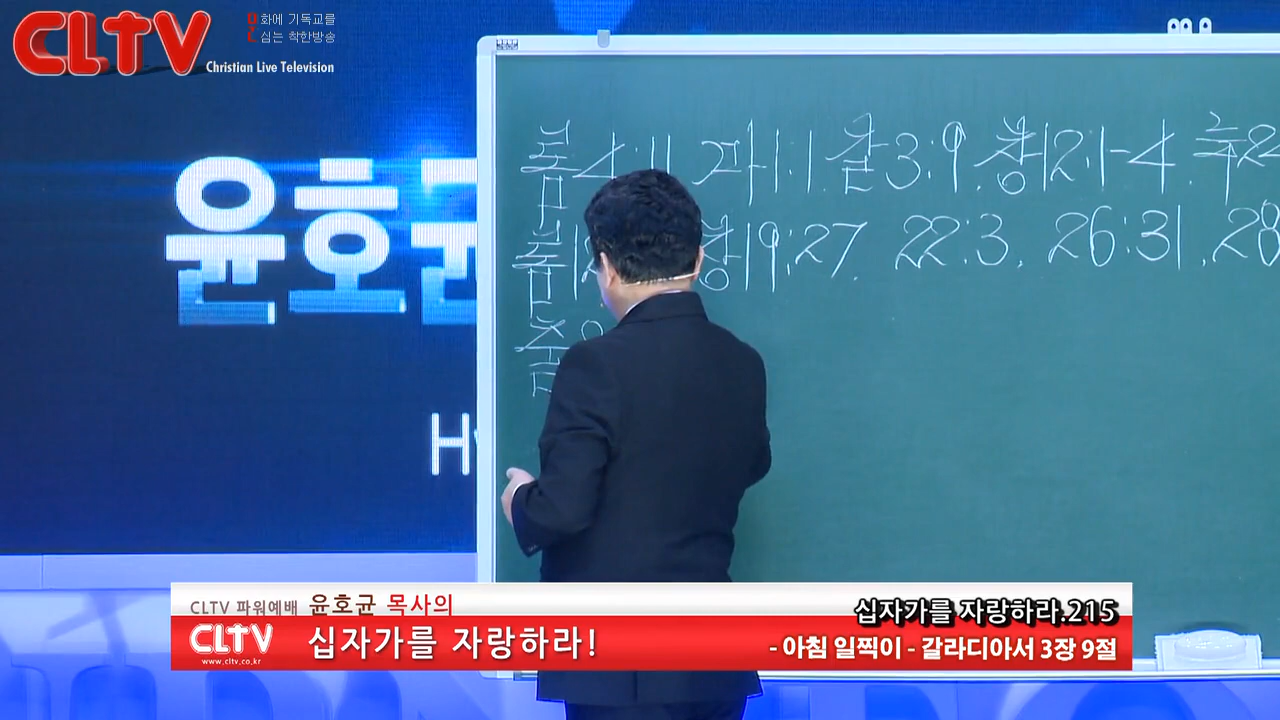 CLTV
문화에 기독교를
심는 착한방송
Christian Live Television
윤호균
4:11 과1:1. 갈3:9. 창12:1-4.
창19:27. 22:3. 26:31. 28
CLTV 파워예배 윤호균 목사의
십자가를 자랑하라.215
CLTV
www.cltv.co.kr
십자가를 자랑하라!
- 아침 일찍이 - 갈라디아서 3장 9절